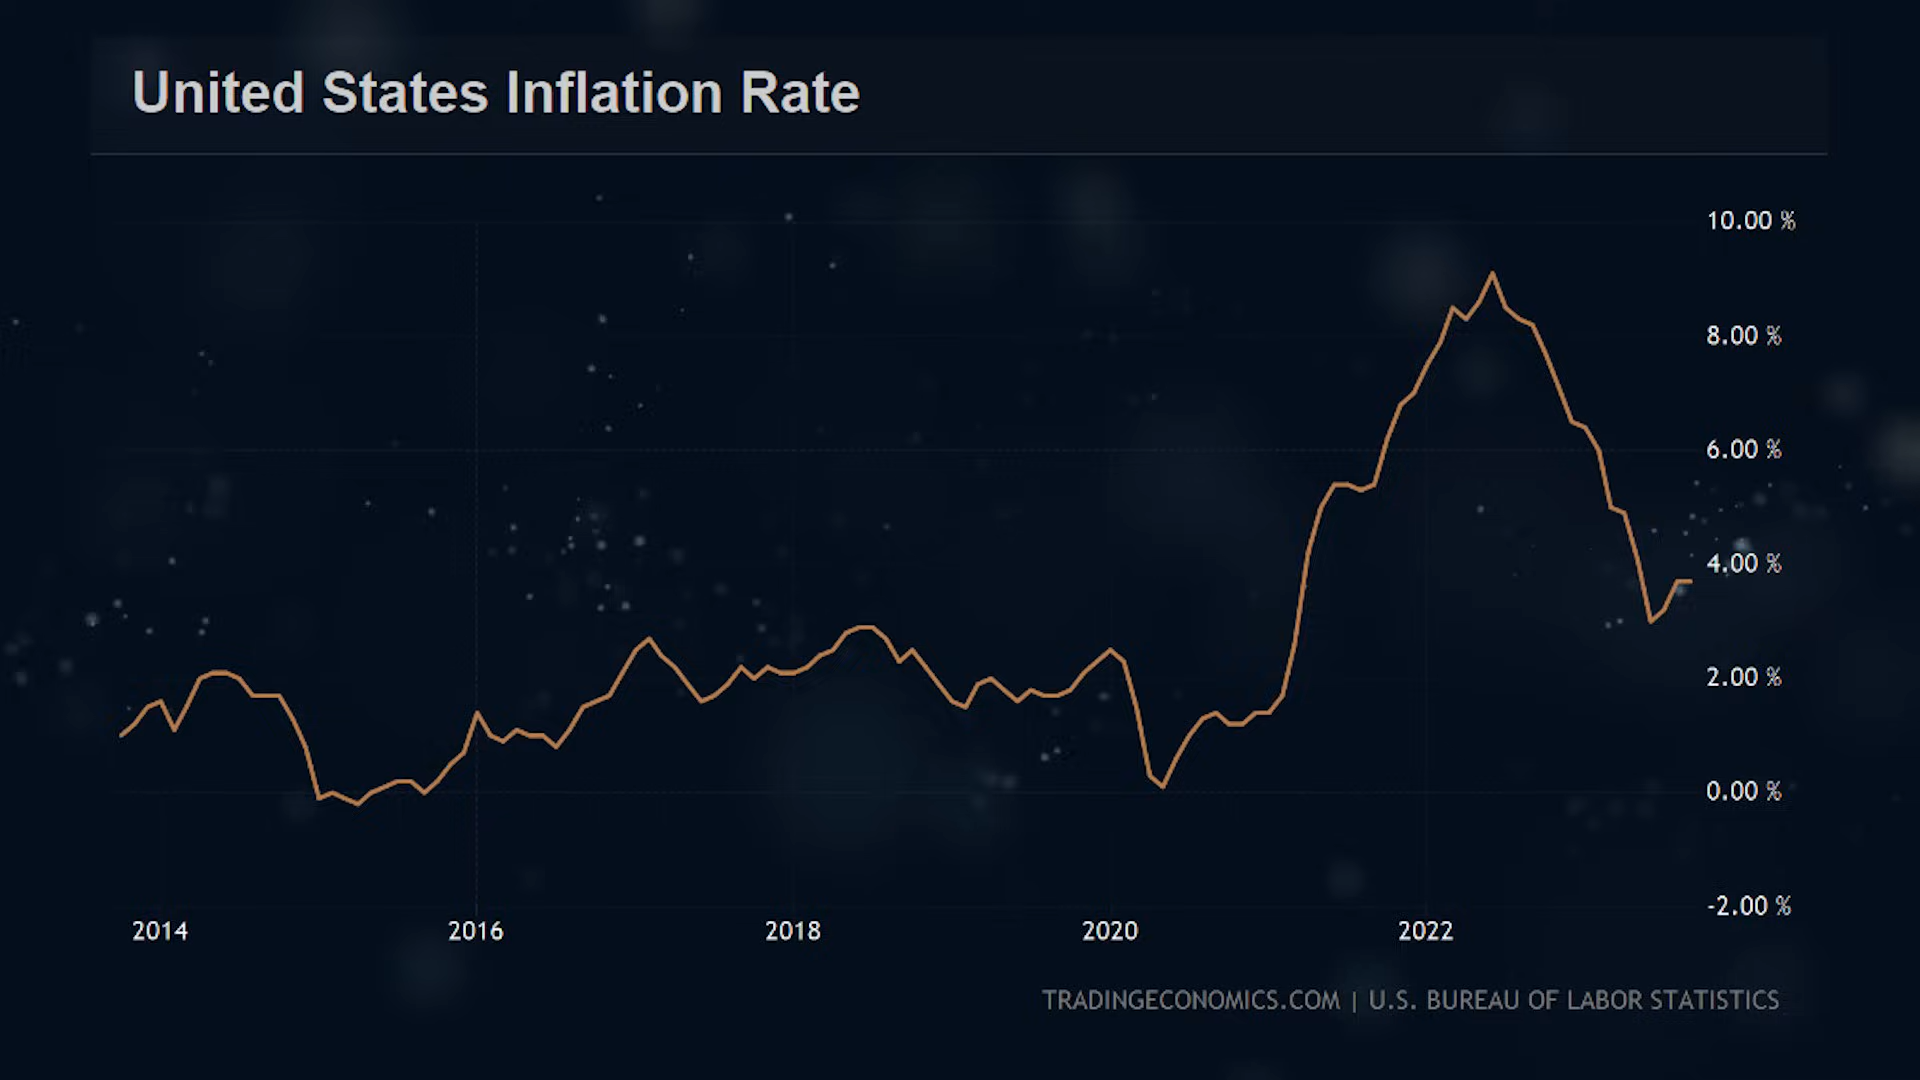 United States Inflation Rate
10.00 %
8.00 %
6.00 %
4.00 %
2.00 %
0.00 %
-2.00 %
2014 2016 2018 2020 2022
TRADINGECONOMICS.COM | U.S. BUREAU OF LABOR STATISTICS